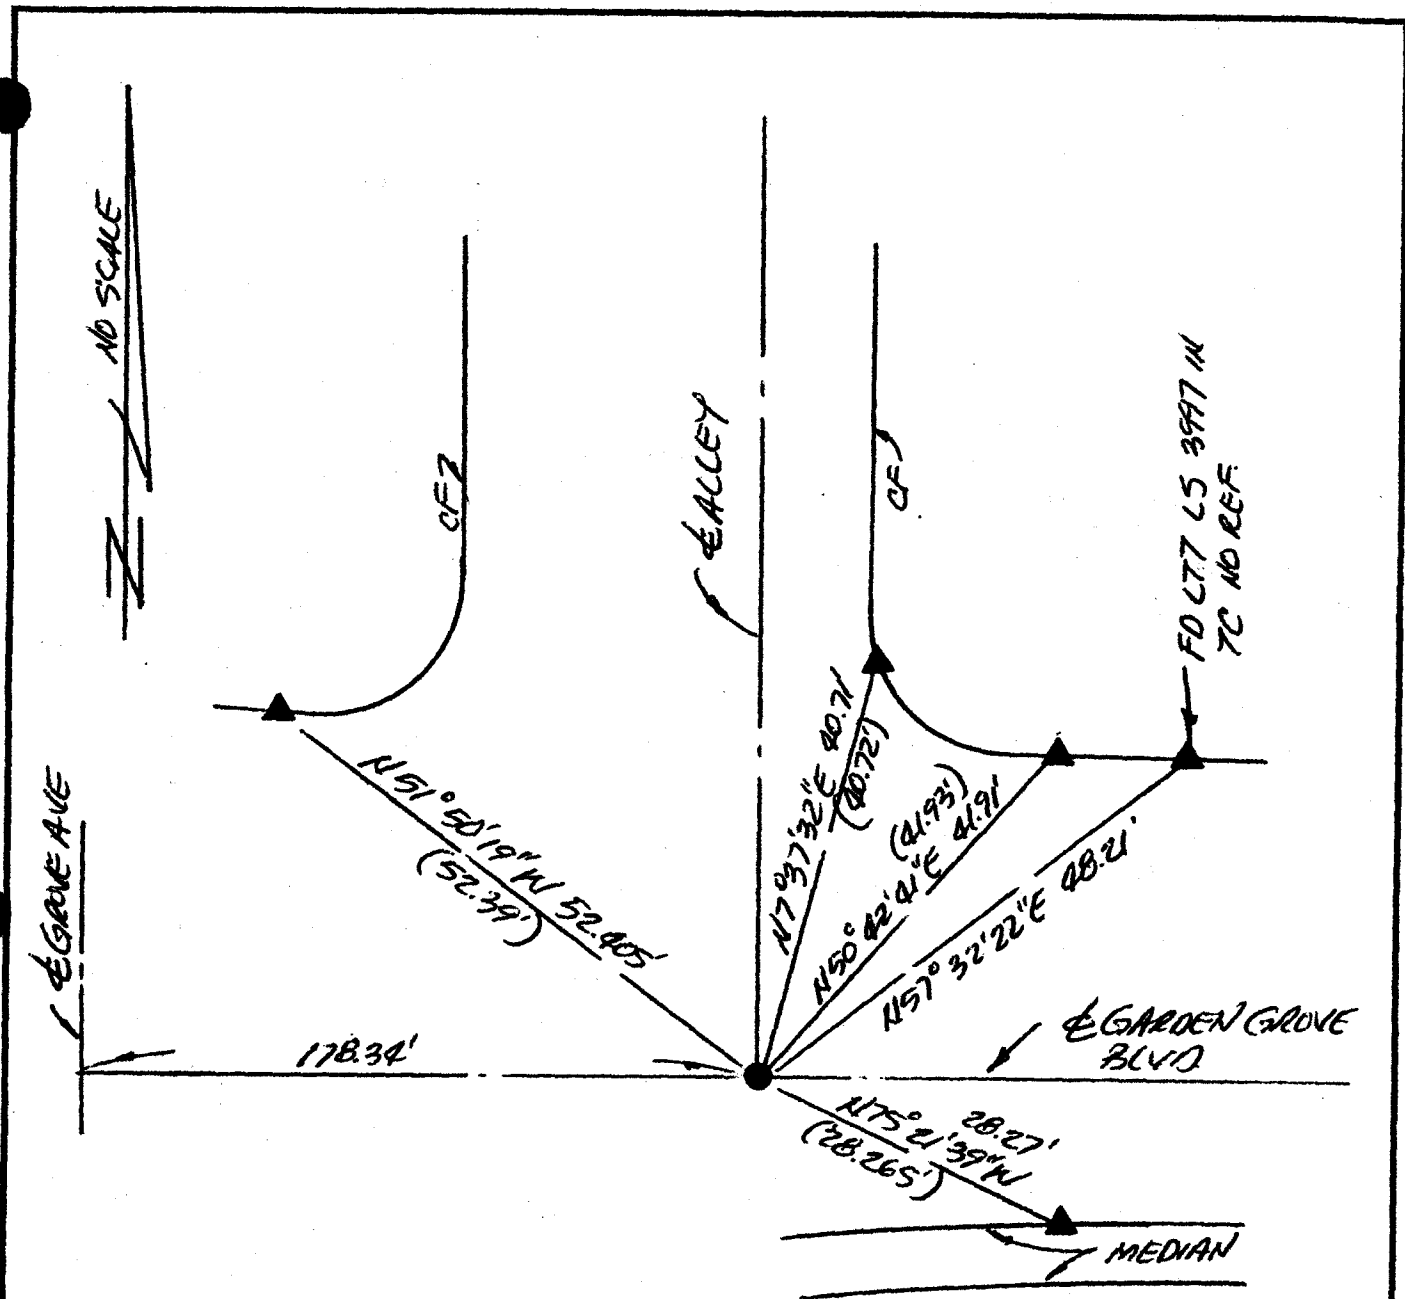 NO SCALE
N
CF
℄ ALLEY
CF
FD L&T LS 3997 IN
TC NO REF.
N51°50'19"W 52.405'
(52.39')
N7°37'32"E 40.71'
(40.72')
(41.93')
N50°42'41"E 41.91'
N57°32'22"E 48.21'
℄ GROVE AVE
178.34'
℄ GARDEN GROVE
BLVD
28.27'
N75°21'39"W
(28.265')
MEDIAN